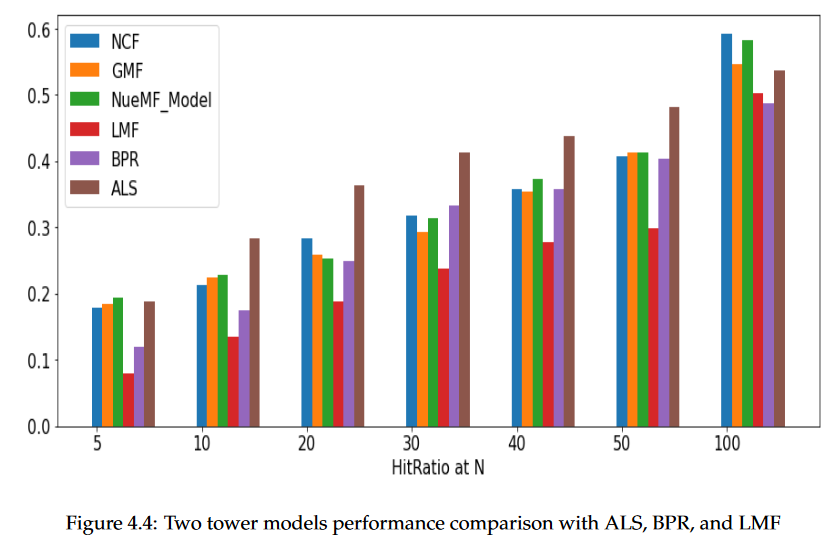 0.6
0.5
0.4
0.3
0.2
0.1
0.0
NCF
GMF
NueMF_Model
LMF
BPR
ALS
5 10 20 30 40 50 100
HitRatio at N
Figure 4.4: Two tower models performance comparison with ALS, BPR, and LMF